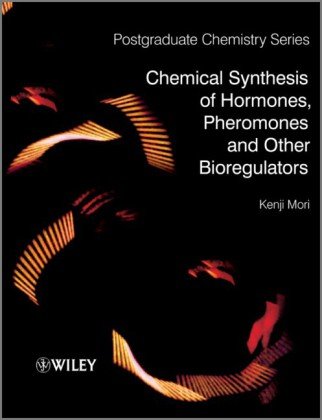 Postgraduate Chemistry Series
Chemical Synthesis
of Hormones,
Pheromones
and Other
Bioregulators
Kenji Mori
WILEY